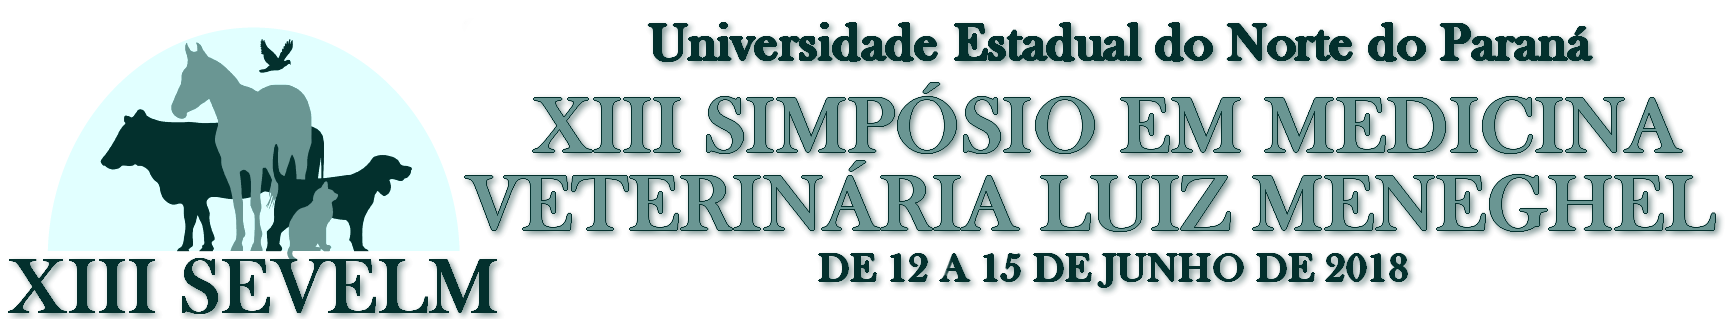 XIII SEVELM
Universidade Estadual do Norte do Paraná
XIII SIMPÓSIO EM MEDICINA
VETERINÁRIA LUIZ MENEGHEL
DE 12 A 15 DE JUNHO DE 2018